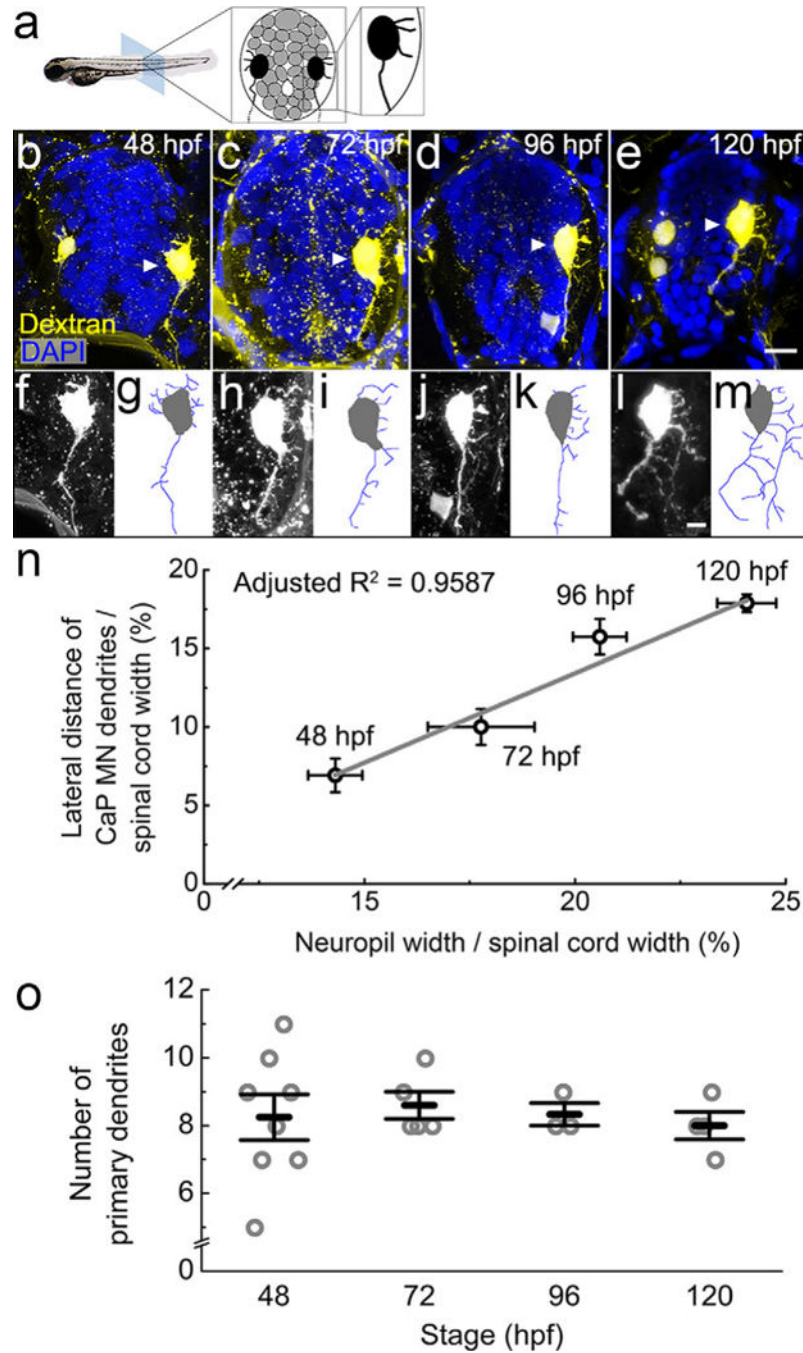 a
b
48 hpf
c
72 hpf
d
96 hpf
e
120 hpf
Dextran
DAPI
f
g
h
i
j
k
l
m
n
Adjusted R² = 0.9587
20
15
10
5
0
48 hpf
72 hpf
96 hpf
120 hpf
Lateral distance of
CaP MN dendrites /
spinal cord width (%)
0
15
20
25
Neuropil width / spinal cord width (%)
o
12
10
8
6
0
Number of
primary dendrites
48
72
96
120
Stage (hpf)